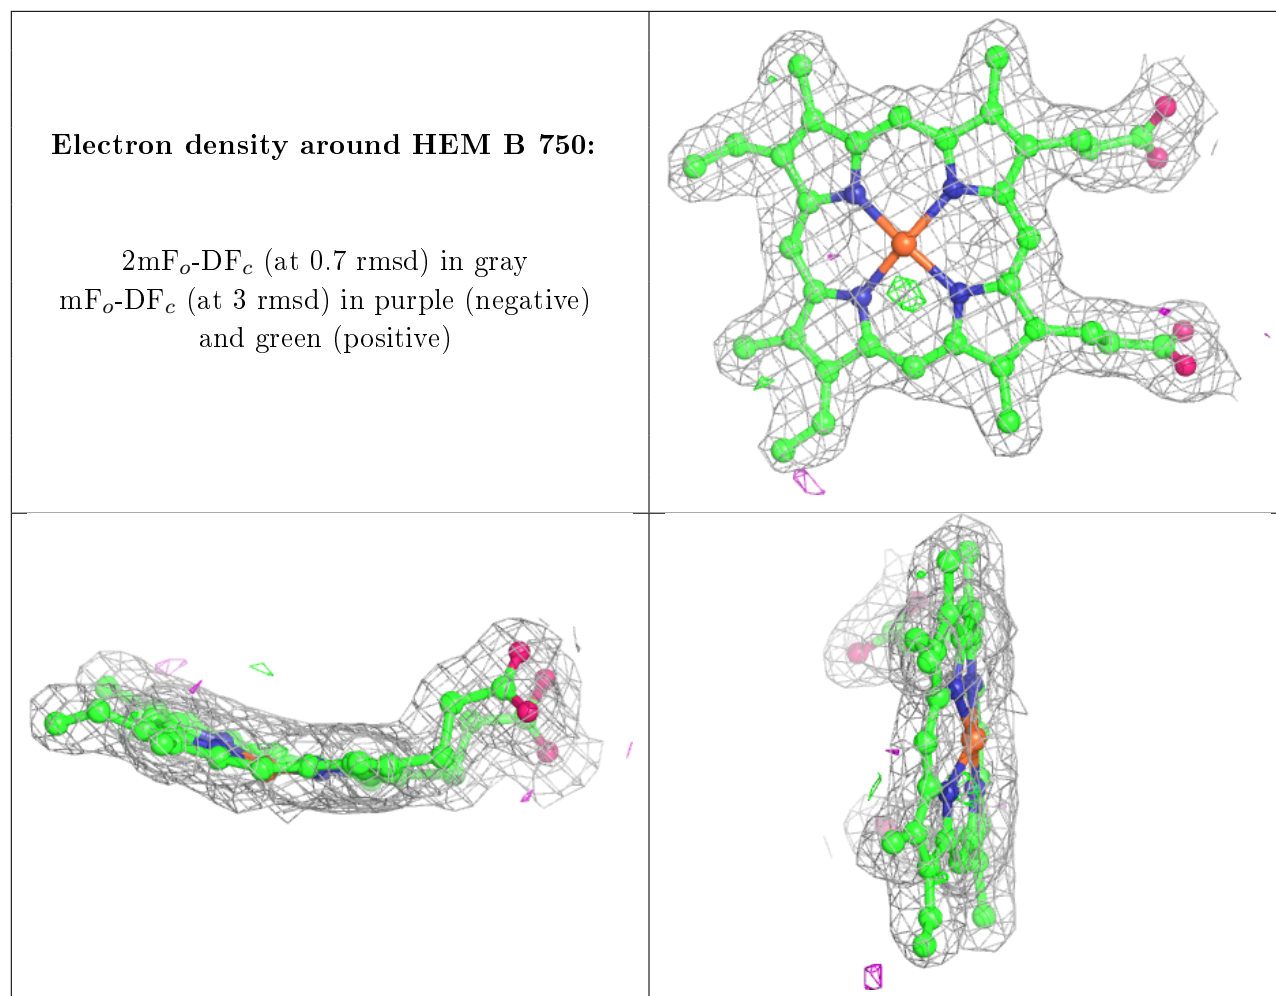 Electron density around HEM B 750:
2mFo-DFc (at 0.7 rmsd) in gray
mFo-DFc (at 3 rmsd) in purple (negative)
and green (positive)